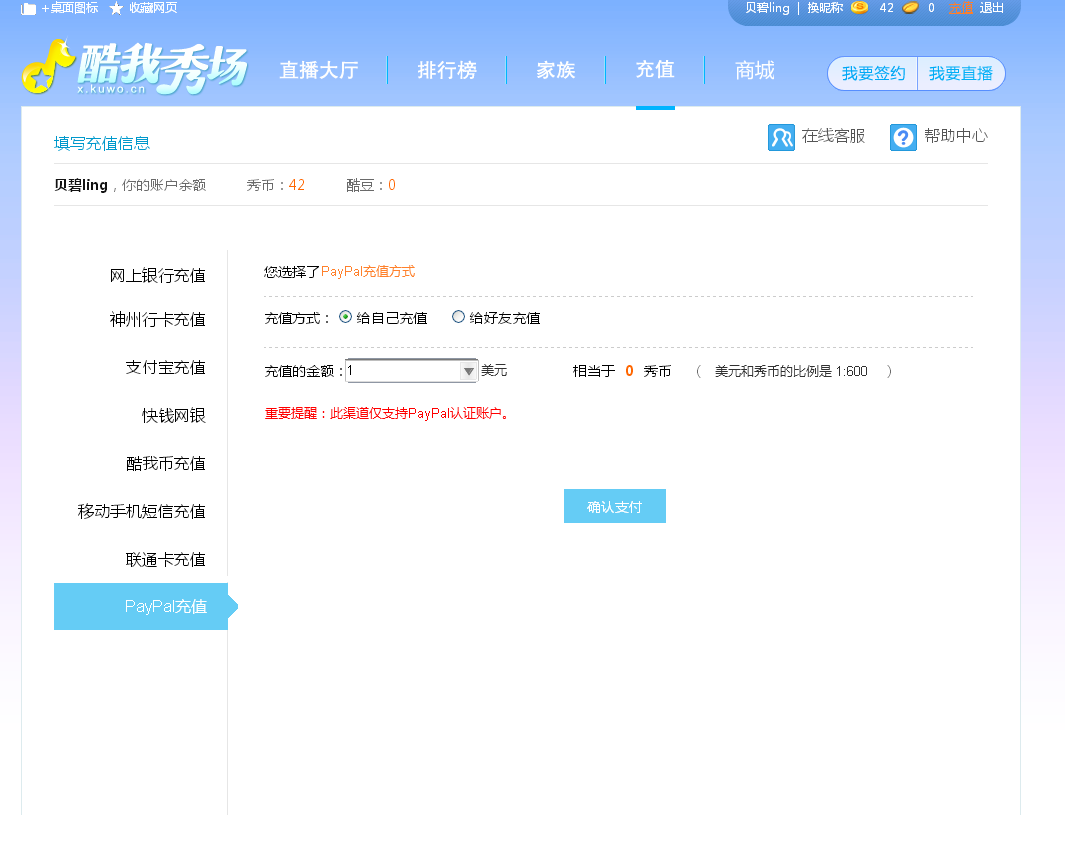 +桌面图标 收藏网页 贝碧ling | 换昵称 42 0 充值 退出
酷我秀场 直播大厅 排行榜 家族 充值 商城 我要签约 我要直播
x.kuwo.cn
填写充值信息 在线客服 帮助中心
贝碧ling，你的账户余额 秀币：42 酷豆：0
网上银行充值
神州行卡充值
支付宝充值
快钱网银
酷我币充值
移动手机短信充值
联通卡充值
PayPal充值
您选择了PayPal充值方式
充值方式： 给自己充值 给好友充值
充值的金额：1 美元 相当于 0 秀币 （ 美元和秀币的比例是 1:600 ）
重要提醒：此渠道仅支持PayPal认证账户。
确认支付